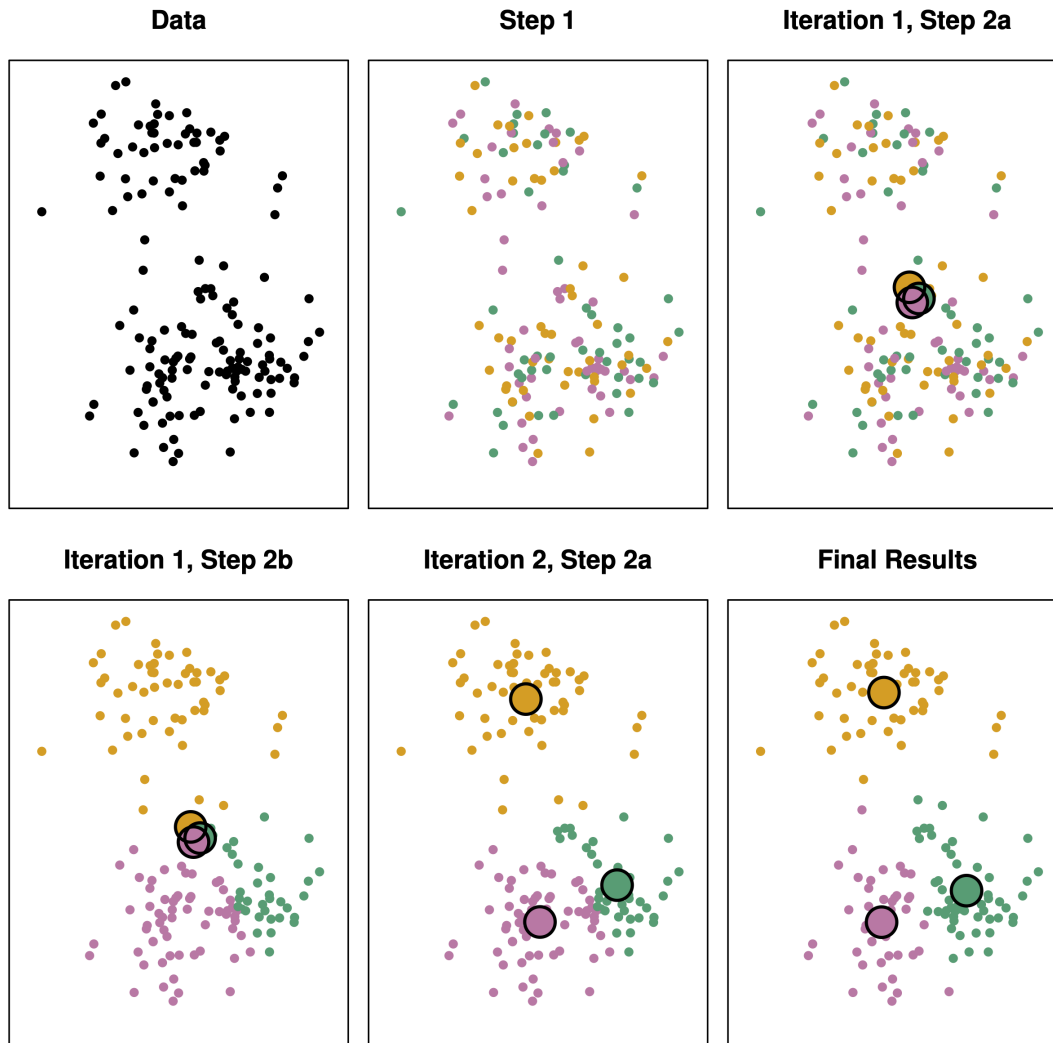 Data
Step 1
Iteration 1, Step 2a
Iteration 1, Step 2b
Iteration 2, Step 2a
Final Results